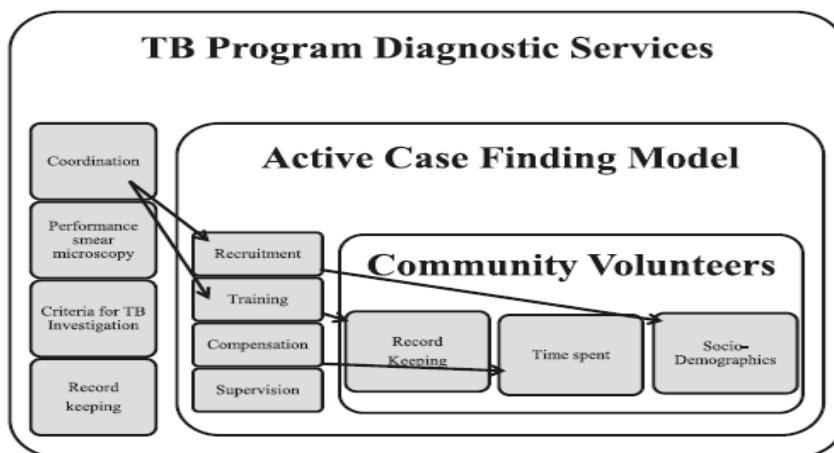 TB Program Diagnostic Services
Coordination
Performance
smear
microscopy
Criteria for TB
Investigation
Record
keeping
Active Case Finding Model
Recruitment
Training
Compensation
Supervision
Community Volunteers
Record
Keeping
Time spent
Socio-
Demographics